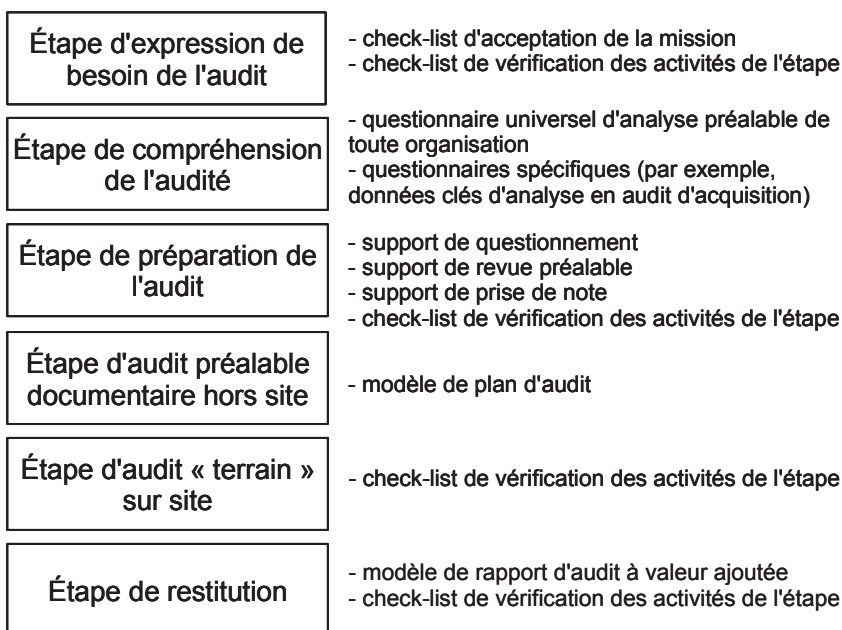 Étape d'expression de
besoin de l'audit
- check-list d'acceptation de la mission
- check-list de vérification des activités de l'étape
Étape de compréhension
de l'audité
- questionnaire universel d'analyse préalable de
toute organisation
- questionnaires spécifiques (par exemple,
données clés d'analyse en audit d'acquisition)
Étape de préparation de
l'audit
- support de questionnement
- support de revue préalable
- support de prise de note
- check-list de vérification des activités de l'étape
Étape d'audit préalable
documentaire hors site
- modèle de plan d'audit
Étape d'audit « terrain »
sur site
- check-list de vérification des activités de l'étape
Étape de restitution
- modèle de rapport d'audit à valeur ajoutée
- check-list de vérification des activités de l'étape